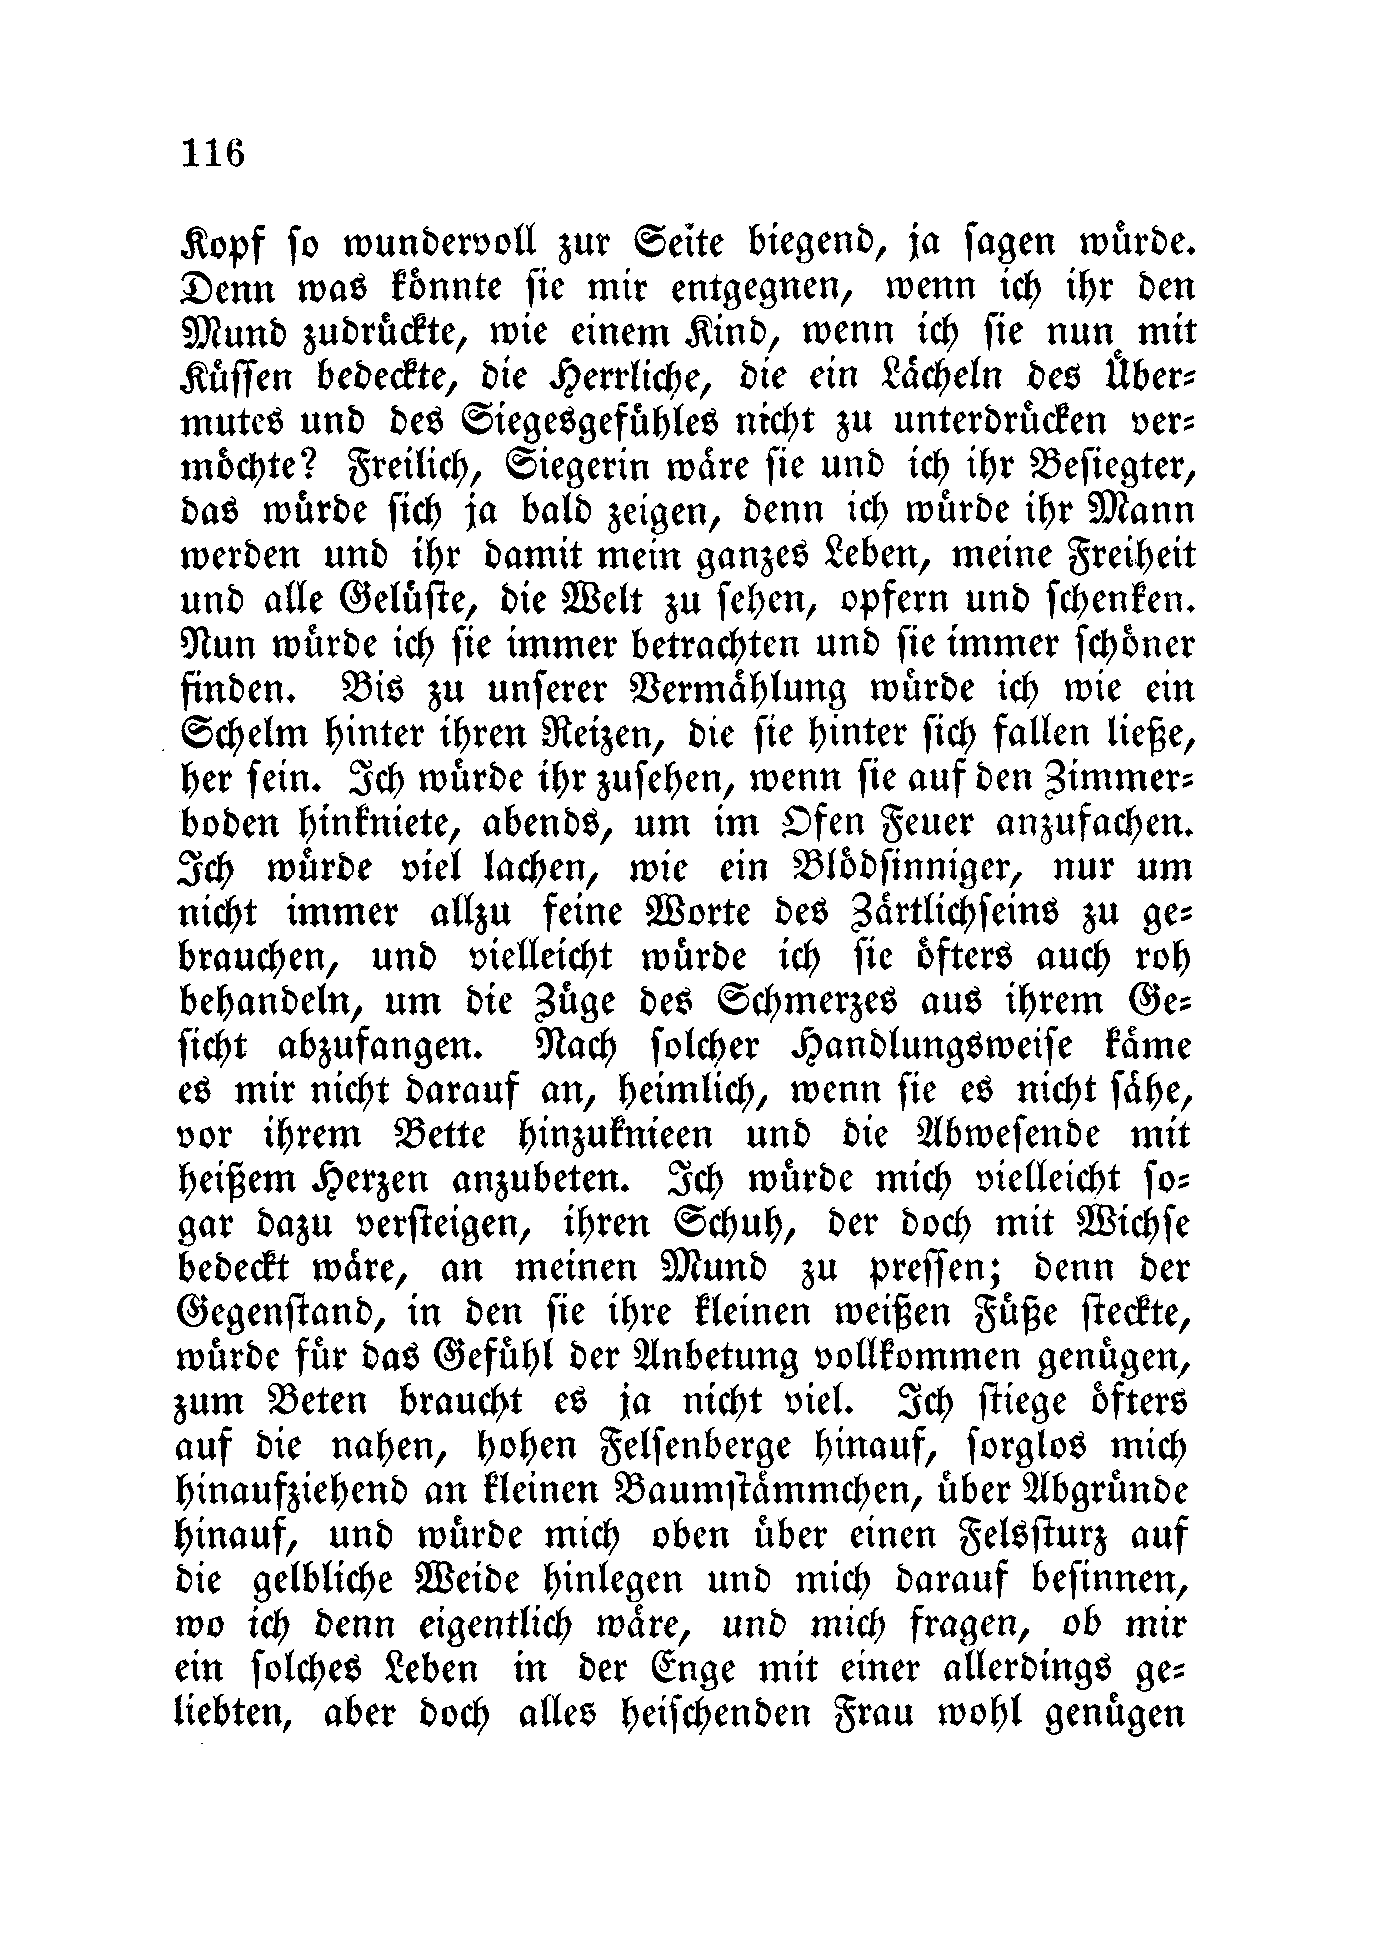 116
Kopf so wundervoll zur Seite biegend, ja sagen würde.
Denn was könnte sie mir entgegnen, wenn ich ihr den
Mund zudrückte, wie einem Kind, wenn ich sie nun mit
Küssen bedeckte, die Herrliche, die ein Lächeln des Über-
mutes und des Siegesgefühles nicht zu unterdrücken ver-
möchte? Freilich, Siegerin wäre sie und ich ihr Besiegter,
das würde sich ja bald zeigen, denn ich würde ihr Mann
werden und ihr damit mein ganzes Leben, meine Freiheit
und alle Gelüste, die Welt zu sehen, opfern und schenken.
Nun würde ich sie immer betrachten und sie immer schöner
finden. Bis zu unserer Vermählung würde ich wie ein
Schelm hinter ihren Reizen, die sie hinter sich fallen ließe,
her sein. Ich würde ihr zusehen, wenn sie auf den Zimmer-
boden hinkniete, abends, um im Ofen Feuer anzufachen.
Ich würde viel lachen, wie ein Blödsinniger, nur um
nicht immer allzu feine Worte des Zärtlichseins zu ge-
brauchen, und vielleicht würde ich sie öfters auch roh
behandeln, um die Züge des Schmerzes aus ihrem Ge-
sicht abzufangen. Nach solcher Handlungsweise käme
es mir nicht darauf an, heimlich, wenn sie es nicht sähe,
vor ihrem Bette hinzuknieen und die Abwesende mit
heißem Herzen anzubeten. Ich würde mich vielleicht so-
gar dazu versteigen, ihren Schuh, der doch mit Wichse
bedeckt wäre, an meinen Mund zu pressen; denn der
Gegenstand, in den sie ihre kleinen weißen Füße steckte,
würde für das Gefühl der Anbetung vollkommen genügen,
zum Beten braucht es ja nicht viel. Ich stiege öfters
auf die nahen, hohen Felsenberge hinauf, sorglos mich
hinaufziehend an kleinen Baumstämmchen, über Abgründe
hinauf, und würde mich oben über einen Felssturz auf
die gelbliche Weide hinlegen und mich darauf besinnen,
wo ich denn eigentlich wäre, und mich fragen, ob mir
ein solches Leben in der Enge mit einer allerdings ge-
liebten, aber doch alles heischenden Frau wohl genügen